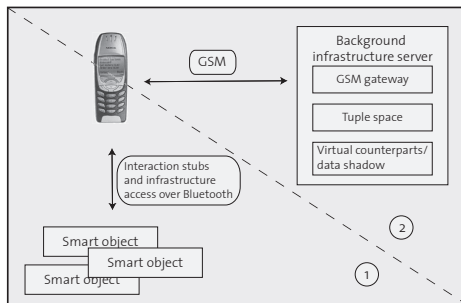 GSM
Background
infrastructure server
GSM gateway
Tuple space
Virtual counterparts/
data shadow
Interaction stubs
and infrastructure
access over Bluetooth
Smart object
Smart object
Smart object
2
1